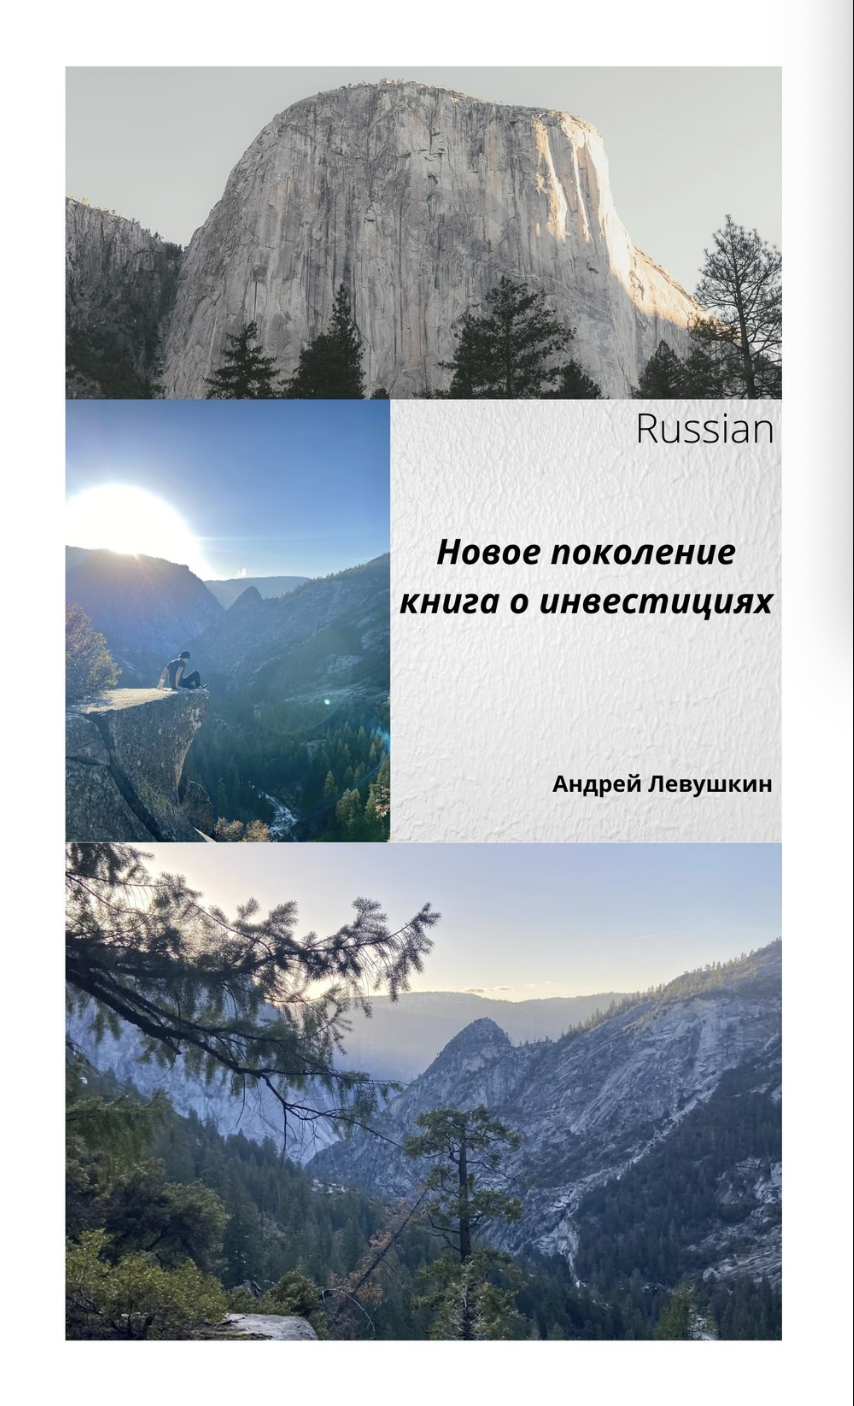 Russian
Новое поколение
книга о инвестициях
Андрей Левушкин